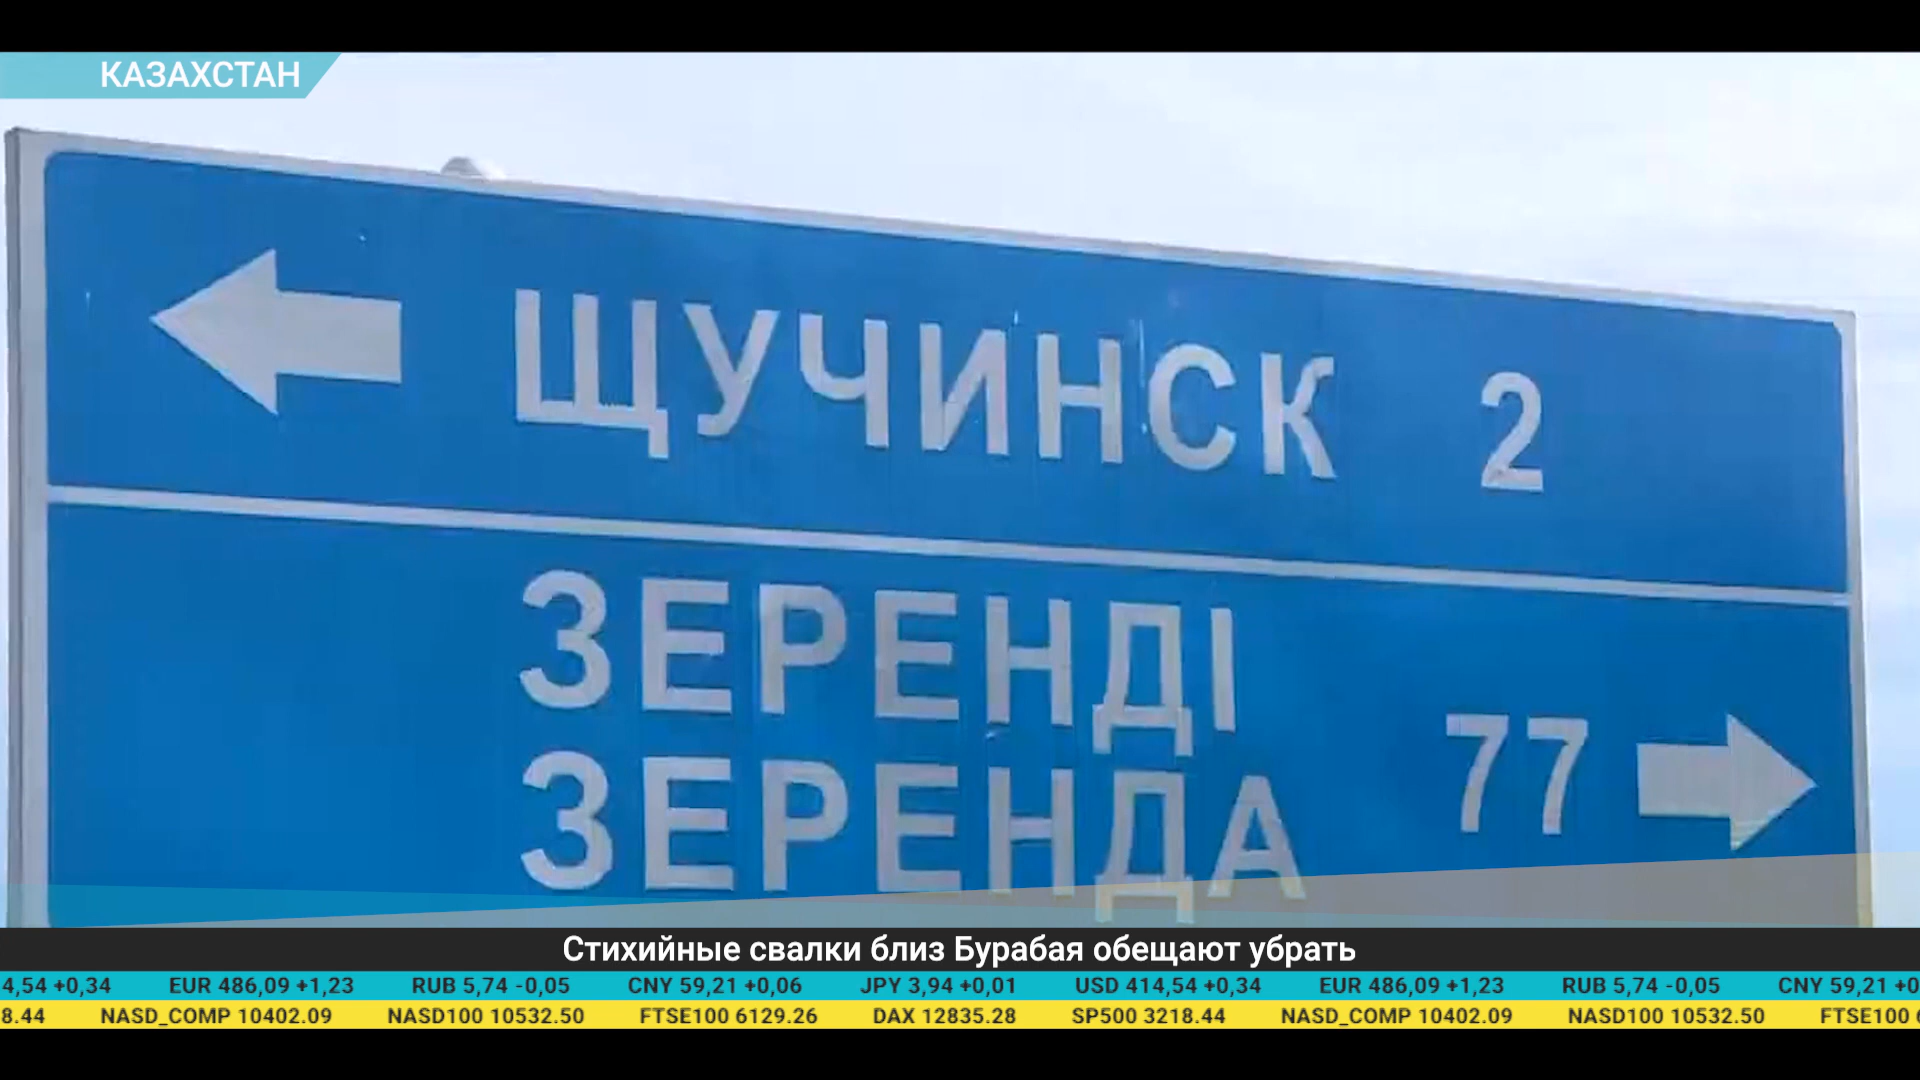 КАЗАХСТАН
ЩУЧИНСК 2
ЗЕРЕНДІ
ЗЕРЕНДА
77
Стихийные свалки близ Бурабая обещают убрать
4,54 +0,34 EUR 486,09 +1,23 RUB 5,74 -0,05 CNY 59,21 +0,06 JPY 3,94 +0,01 USD 414,54 +0,34 EUR 486,09 +1,23 RUB 5,74 -0,05 CNY 59,21 +0
8.44 NASD_COMP 10402.09 NASD100 10532.50 FTSE100 6129.26 DAX 12835.28 SP500 3218.44 NASD_COMP 10402.09 NASD100 10532.50 FTSE100